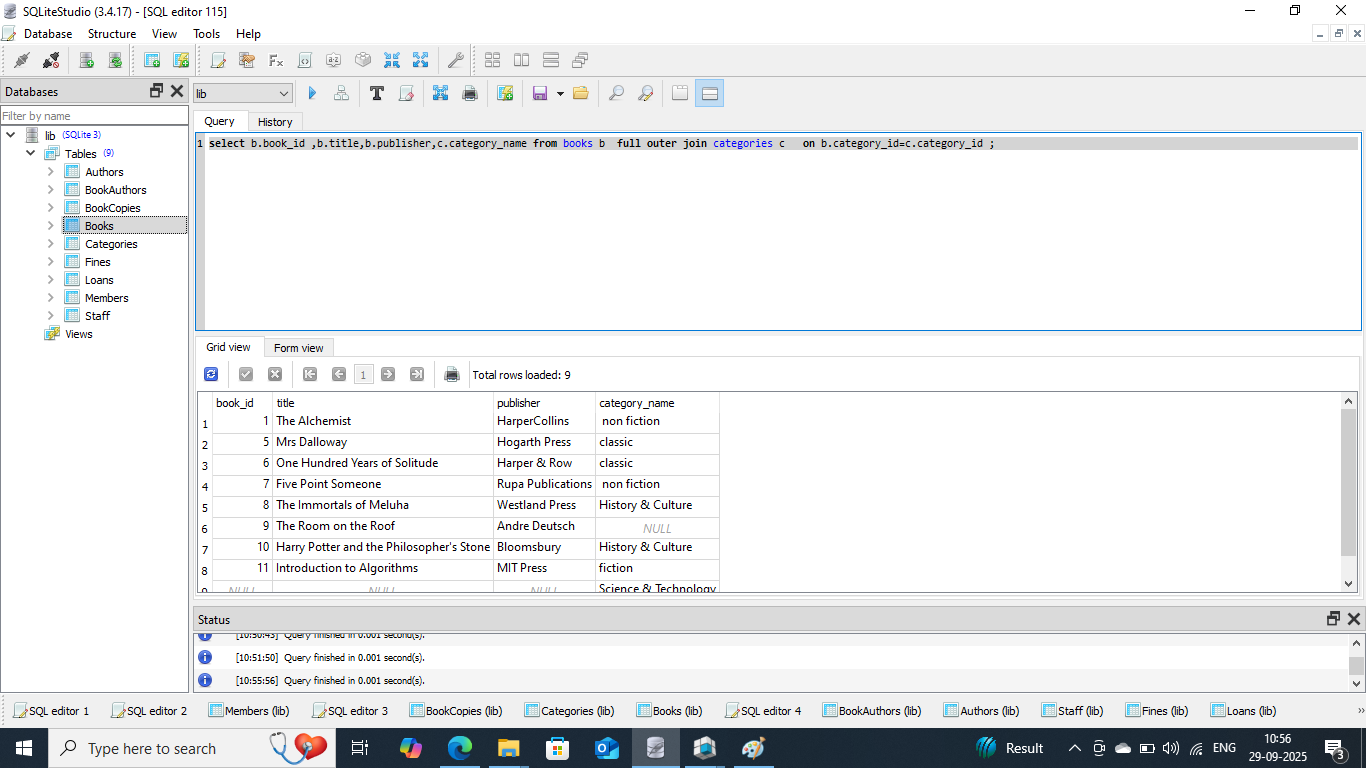 SQLiteStudio (3.4.17) - [SQL editor 115]
Database Structure View Tools Help
Databases
lib
Filter by name
Query History
lib (SQLite 3)
1 select b.book_id ,b.title,b.publisher,c.category_name from books b  full outer join categories c   on b.category_id=c.category_id ;
Tables (9)
Authors
BookAuthors
BookCopies
Books
Categories
Fines
Loans
Members
Staff
Views
Grid view Form view
1 Total rows loaded: 9
book_id title publisher category_name
1 1 The Alchemist HarperCollins non fiction
2 5 Mrs Dalloway Hogarth Press classic
3 6 One Hundred Years of Solitude Harper & Row classic
4 7 Five Point Someone Rupa Publications non fiction
5 8 The Immortals of Meluha Westland Press History & Culture
6 9 The Room on the Roof Andre Deutsch NULL
7 10 Harry Potter and the Philosopher's Stone Bloomsbury History & Culture
8 11 Introduction to Algorithms MIT Press fiction
9 NULL NULL NULL Science & Technology
Status
[10:50:43] Query finished in 0.001 second(s).
[10:51:50] Query finished in 0.001 second(s).
[10:55:56] Query finished in 0.001 second(s).
SQL editor 1 SQL editor 2 Members (lib) SQL editor 3 BookCopies (lib) Categories (lib) Books (lib) SQL editor 4 BookAuthors (lib) Authors (lib) Staff (lib) Fines (lib) Loans (lib) »
Type here to search
Result
ENG
10:56
29-09-2025
3